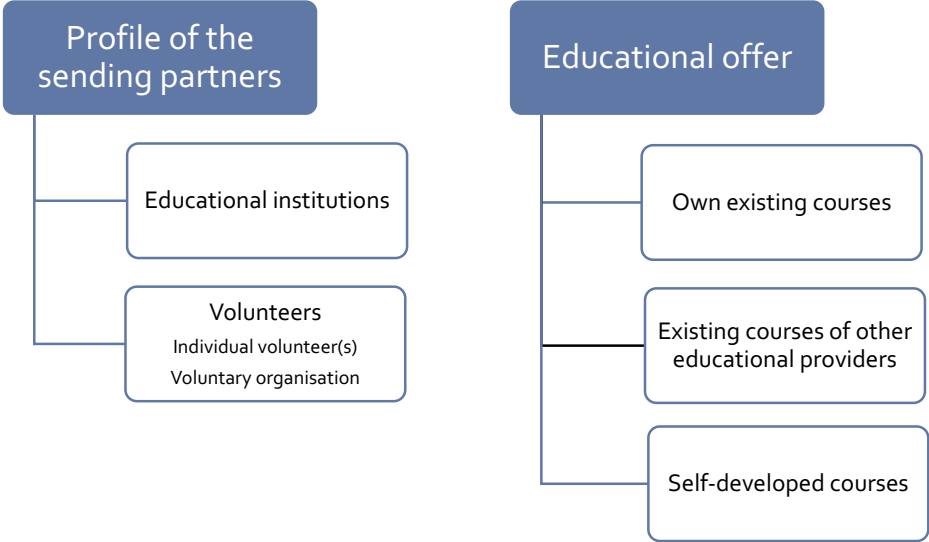 Profile of the
sending partners
Educational institutions
Volunteers
Individual volunteer(s)
Voluntary organisation
Educational offer
Own existing courses
Existing courses of other
educational providers
Self-developed courses